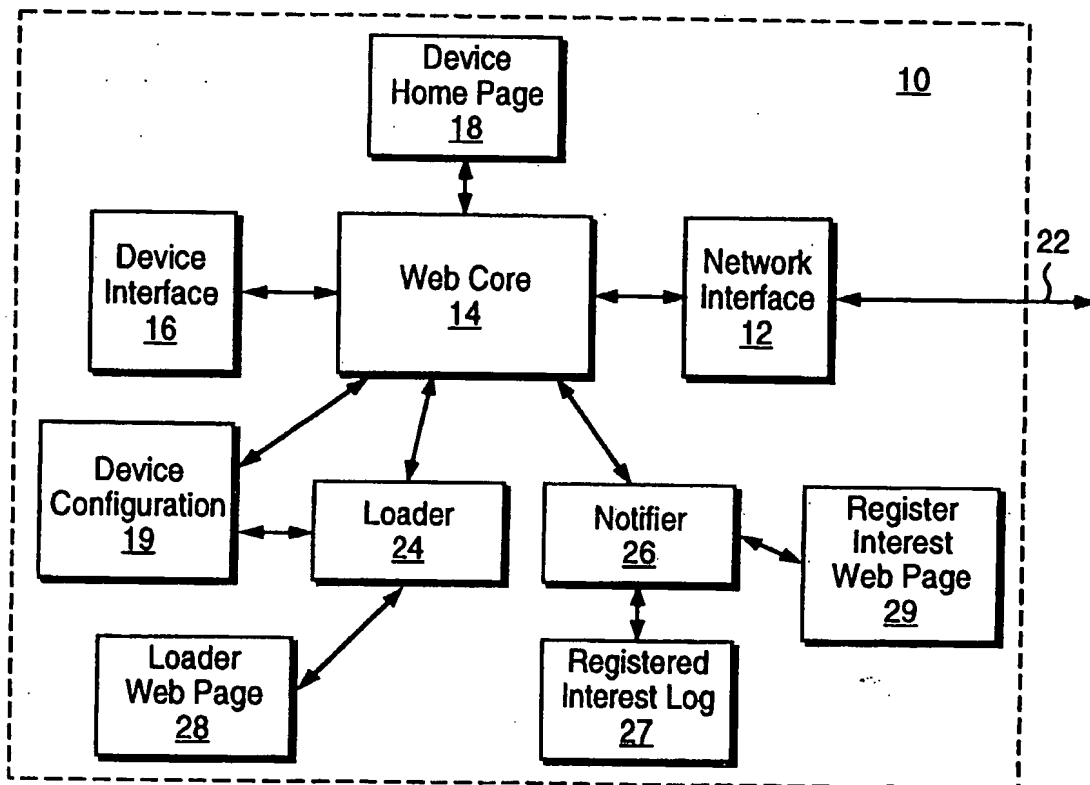 Device
Home Page
18
10
Device
Interface
16
Web Core
14
Network
Interface
12
22
Device
Configuration
19
Loader
24
Notifier
26
Register
Interest
Web Page
29
Loader
Web Page
28
Registered
Interest Log
27